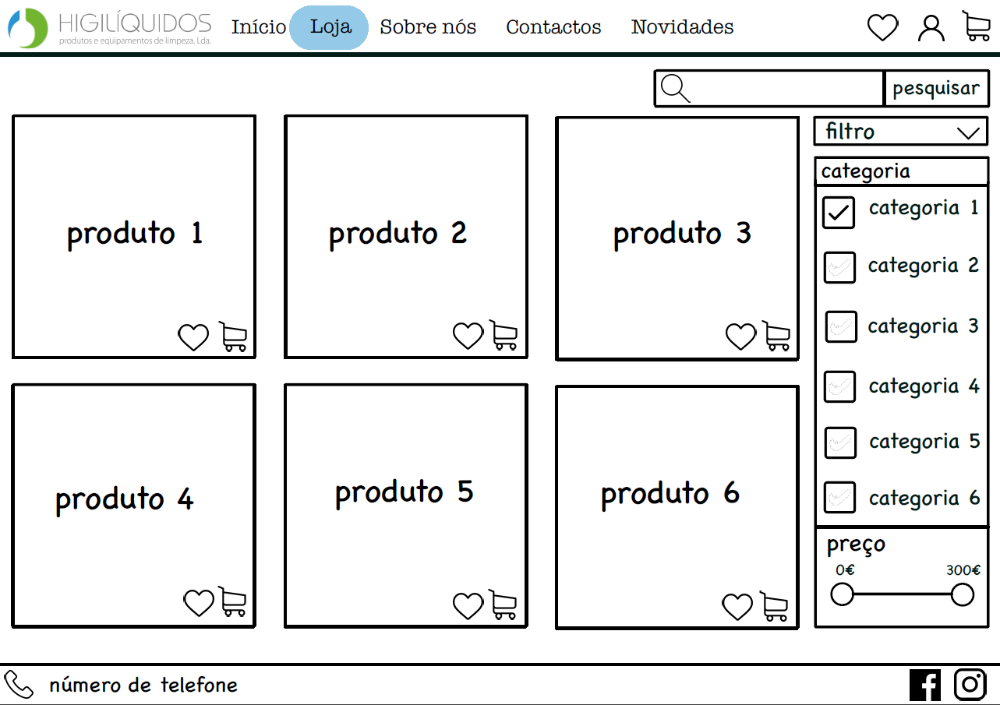 HIGILÍQUIDOS
produtos e equipamentos de limpeza, Lda.
Início Loja Sobre nós Contactos Novidades
pesquisar
filtro
categoria
categoria 1
categoria 2
categoria 3
categoria 4
categoria 5
categoria 6
preço
0€ 300€
produto 1 produto 2 produto 3
produto 4 produto 5 produto 6
número de telefone